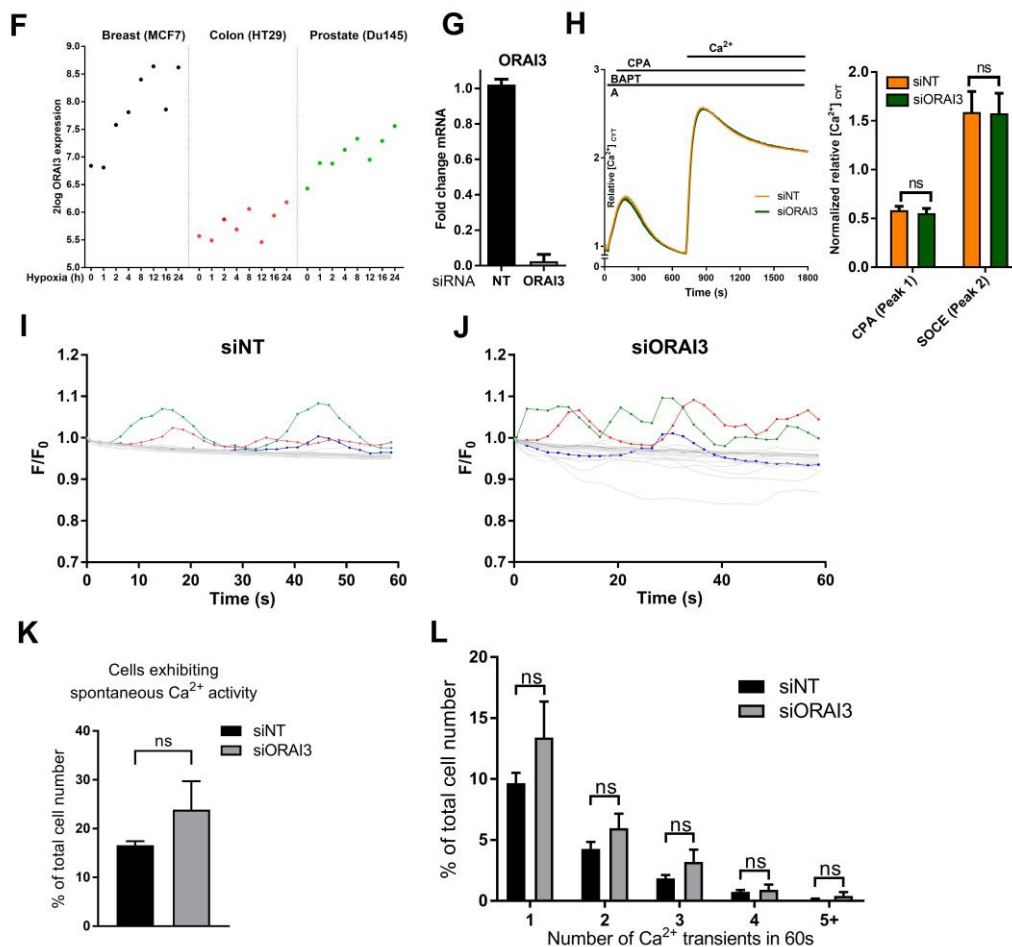 F
Breast (MCF7) Colon (HT29) Prostate (Du145)
2log ORAI3 expression
9.0
8.5
8.0
7.5
7.0
6.5
6.0
5.5
5.0
Hypoxia (h) 0 1 2 4 8 12 16 24 0 1 2 4 8 12 16 24 0 1 2 4 8 12 16 24
G
ORAI3
Fold change mRNA
1.0
0.8
0.6
0.4
0.2
0.0
siRNA NT ORAI3
H
Ca²⁺
CPA
BAPT
A
Relative [Ca²⁺] CYT
3
2
1
0
siNT
siORAI3
0 300 600 900 1200 1500 1800
Time (s)
Normalized relative [Ca²⁺] CYT
2.0
1.5
1.0
0.5
0.0
siNT
siORAI3
ns
ns
CPA (Peak 1)
SOCE (Peak 2)
I
siNT
F/F₀
1.2
1.1
1.0
0.9
0.8
0.7
0 20 40 60
Time (s)
J
siORAI3
F/F₀
1.2
1.1
1.0
0.9
0.8
0.7
0 20 40 60
Time (s)
K
Cells exhibiting
spontaneous Ca²⁺ activity
% of total cell number
40
30
20
10
0
ns
siNT
siORAI3
L
% of total cell number
20
15
10
5
0
ns
ns
ns
ns
ns
siNT
siORAI3
1 2 3 4 5+
Number of Ca²⁺ transients in 60s